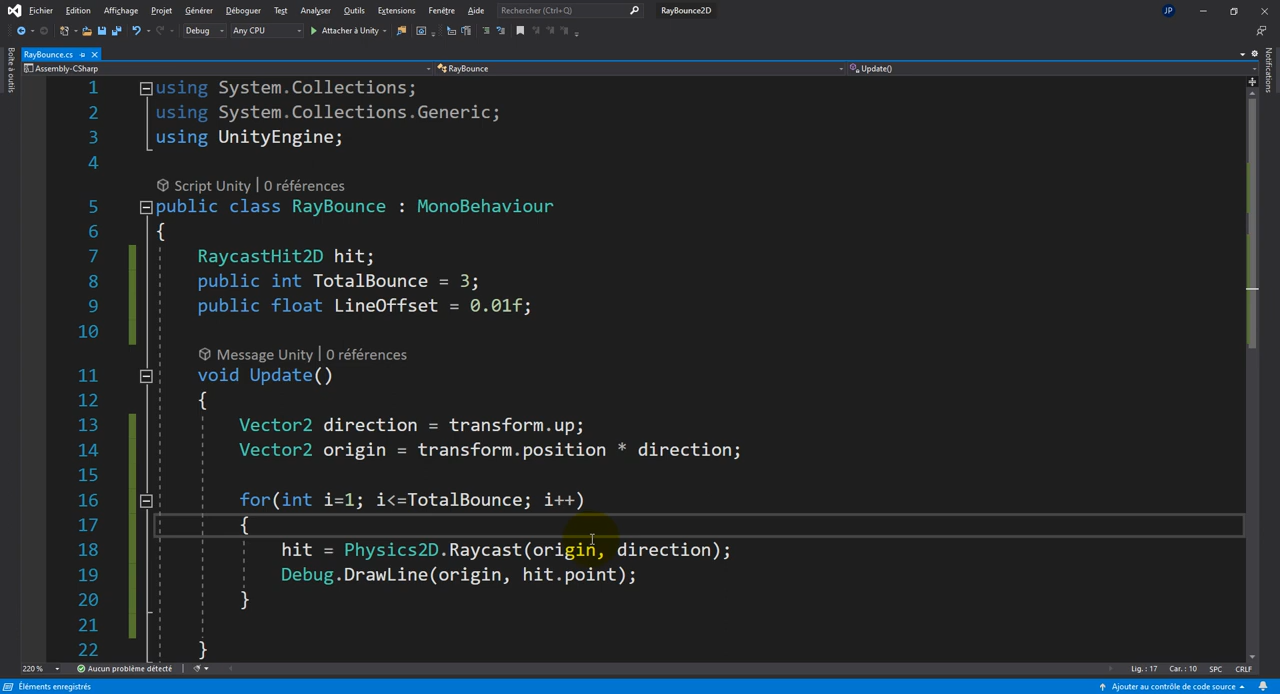 Fichier Edition Affichage Projet Générer Déboguer Test Analyser Outils Extensions Fenêtre Aide Rechercher (Ctrl+Q) RayBounce2D JP
Debug Any CPU Attacher à Unity
RayBounce.cs
Assembly-CSharp RayBounce Update()
Boîte à outils
Notifications
1 using System.Collections;
2 using System.Collections.Generic;
3 using UnityEngine;
4
Script Unity | 0 références
5 public class RayBounce : MonoBehaviour
6 {
7 RaycastHit2D hit;
8 public int TotalBounce = 3;
9 public float LineOffset = 0.01f;
10
Message Unity | 0 références
11 void Update()
12 {
13 Vector2 direction = transform.up;
14 Vector2 origin = transform.position * direction;
15
16 for(int i=1; i<=TotalBounce; i++)
17 {
18 hit = Physics2D.Raycast(origin, direction);
19 Debug.DrawLine(origin, hit.point);
20 }
21
22 }
220 % Aucun problème détecté Lig. : 17 Car. : 10 SPC CRLF
Éléments enregistrés Ajouter au contrôle de code source